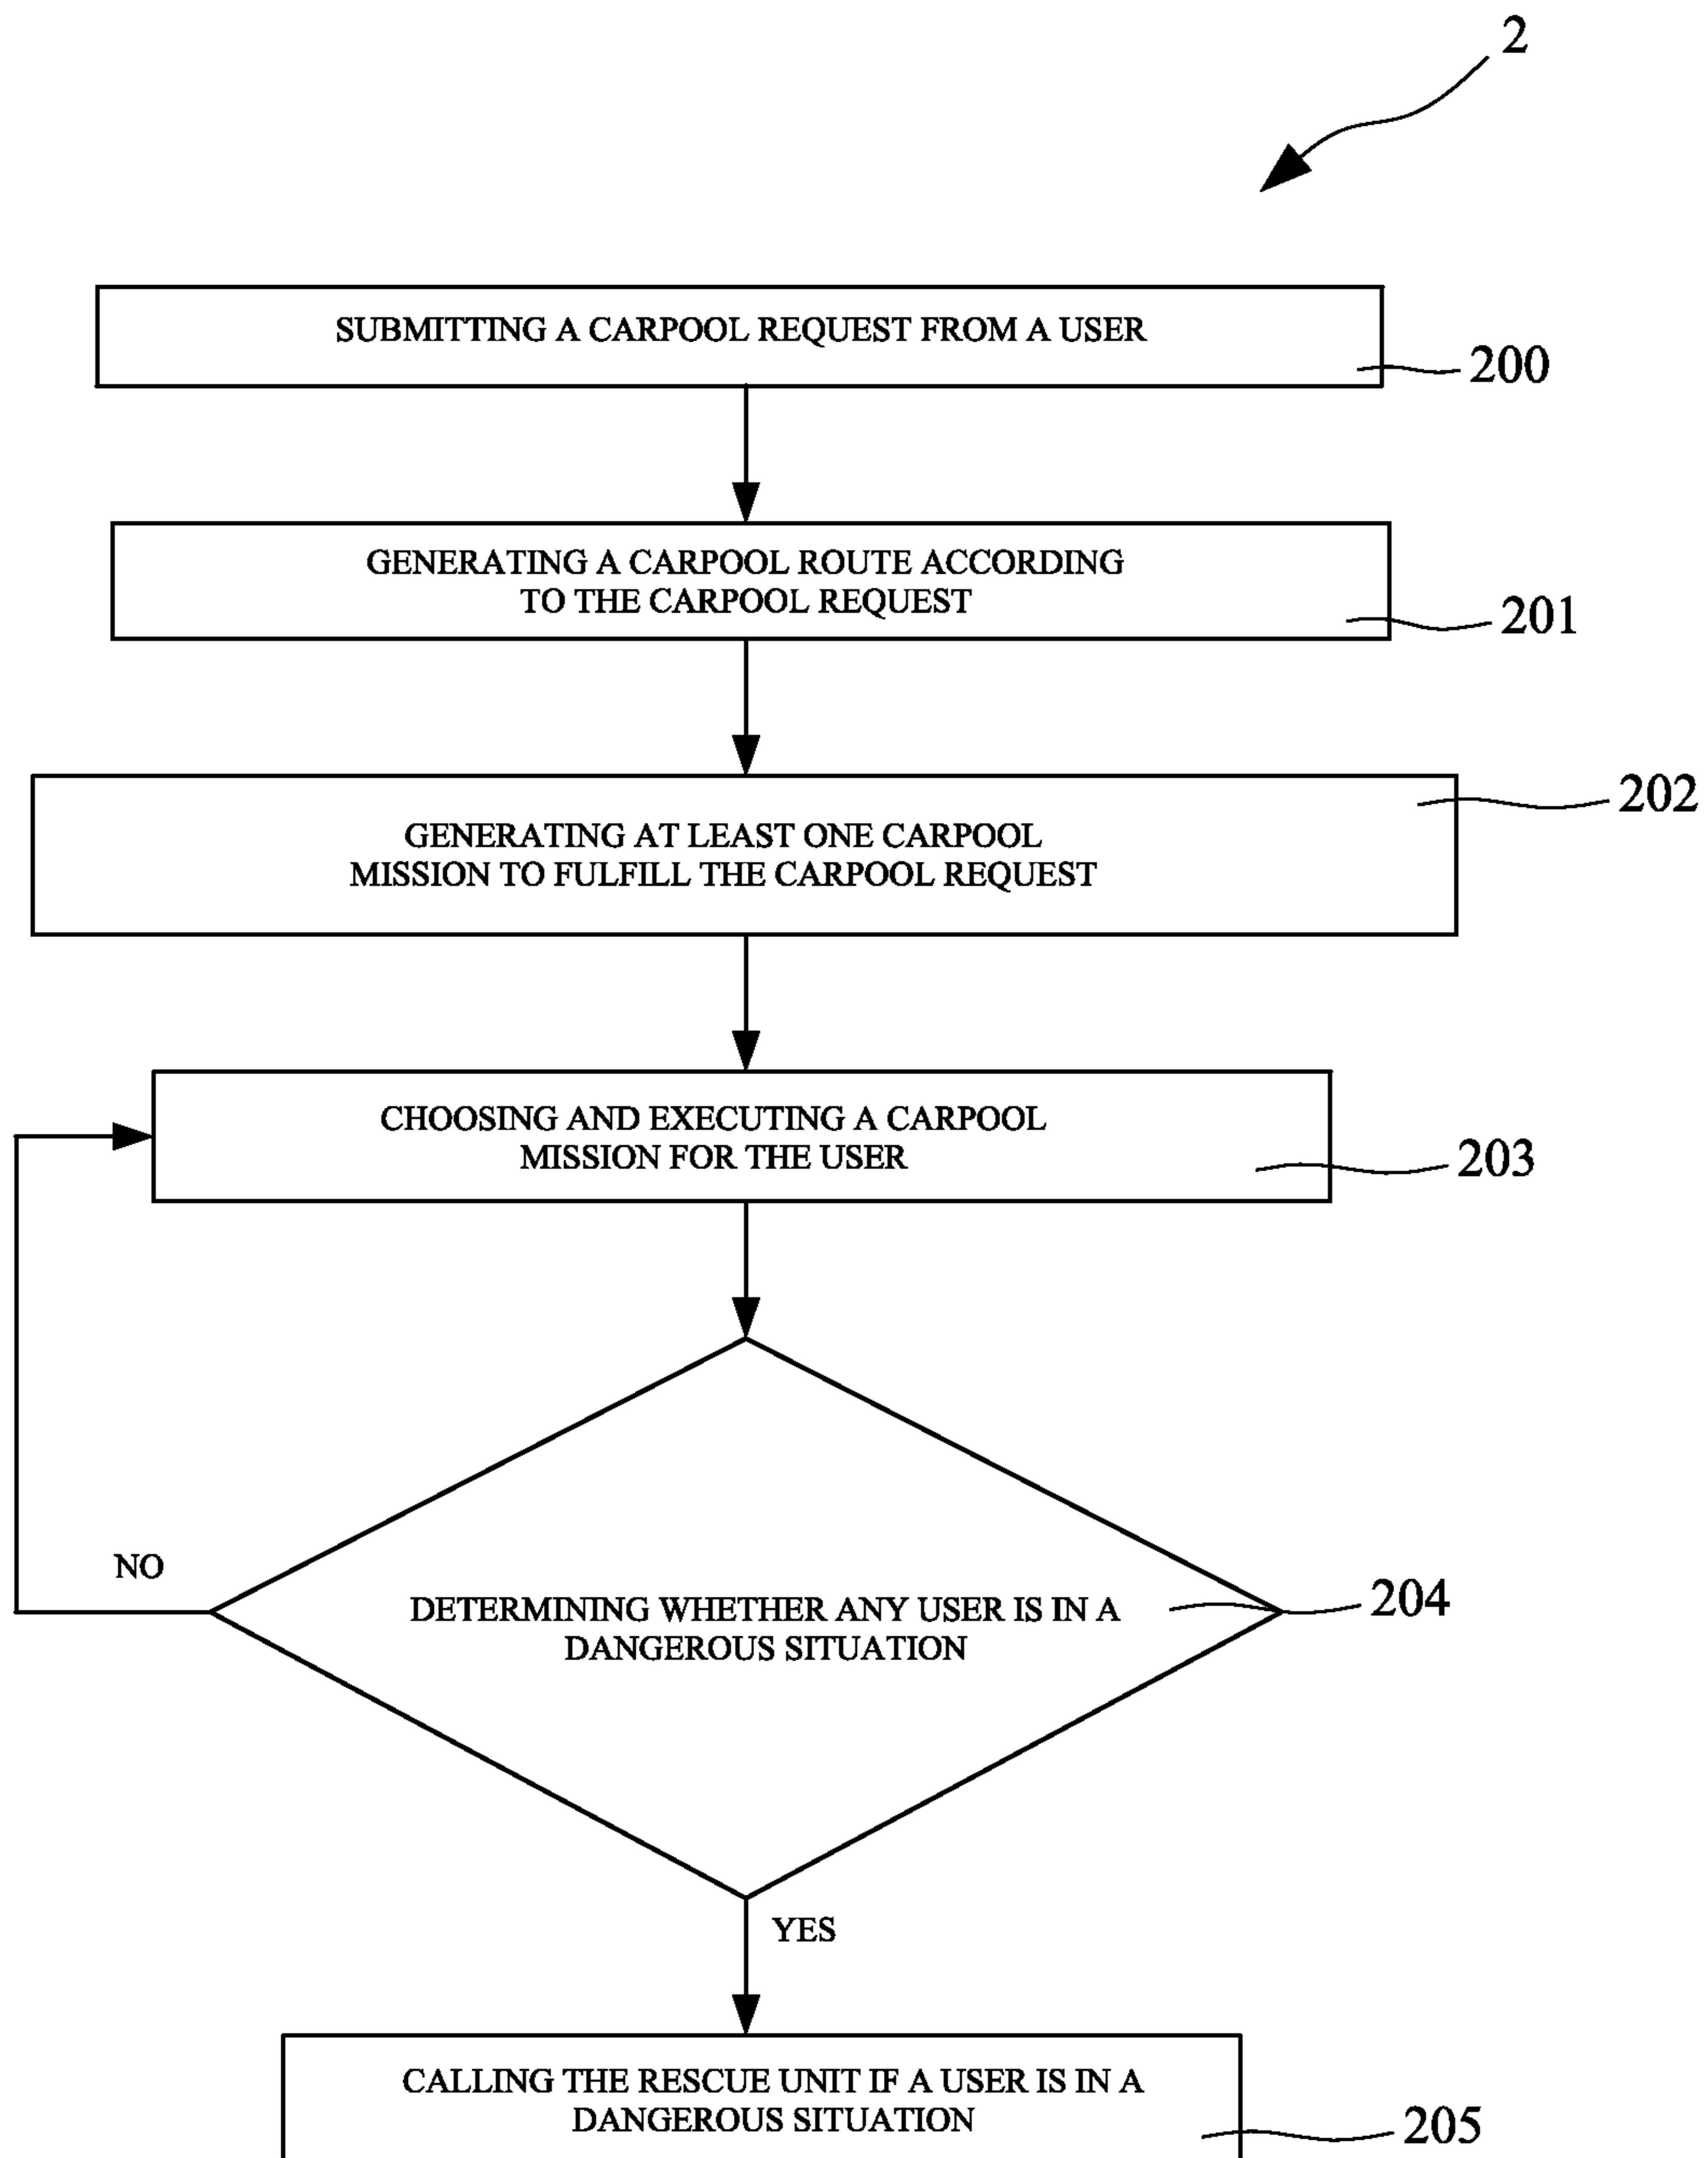 2
SUBMITTING A CARPOOL REQUEST FROM A USER
200
GENERATING A CARPOOL ROUTE ACCORDING
TO THE CARPOOL REQUEST
201
202
GENERATING AT LEAST ONE CARPOOL
MISSION TO FULFILL THE CARPOOL REQUEST
CHOOSING AND EXECUTING A CARPOOL
MISSION FOR THE USER
203
NO
DETERMINING WHETHER ANY USER IS IN A
DANGEROUS SITUATION
204
YES
CALLING THE RESCUE UNIT IF A USER IS IN A
DANGEROUS SITUATION
205